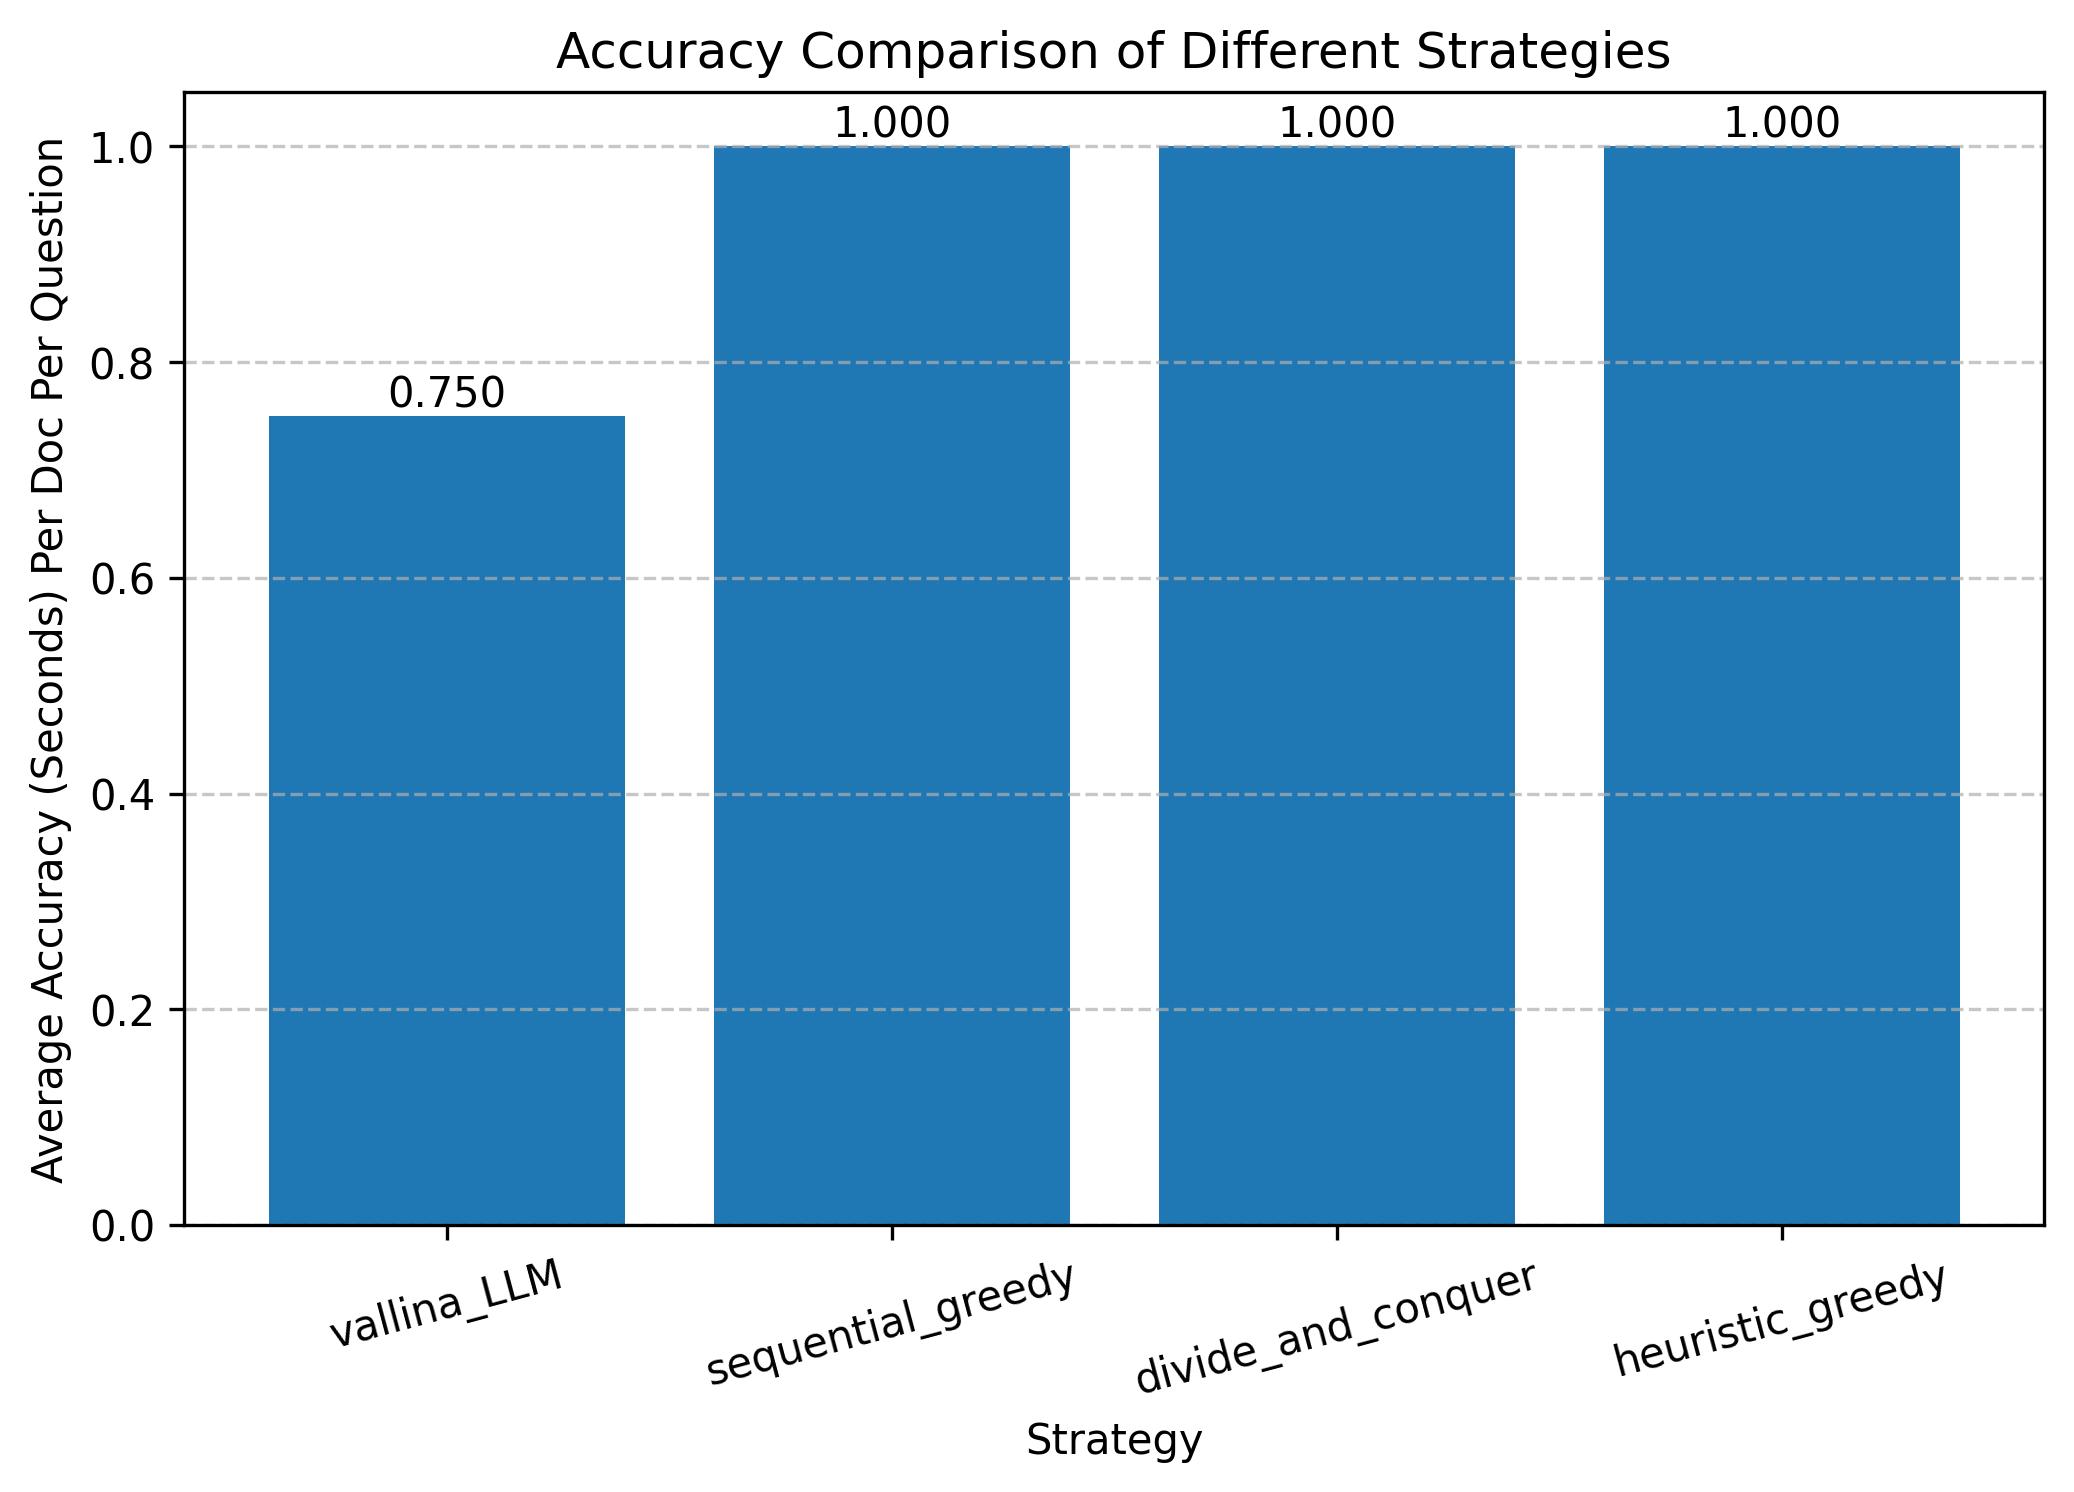 Accuracy Comparison of Different Strategies
Average Accuracy (Seconds) Per Doc Per Question
1.0
0.8
0.6
0.4
0.2
0.0
0.750
1.000
1.000
1.000
vallina_LLM
sequential_greedy
divide_and_conquer
heuristic_greedy
Strategy